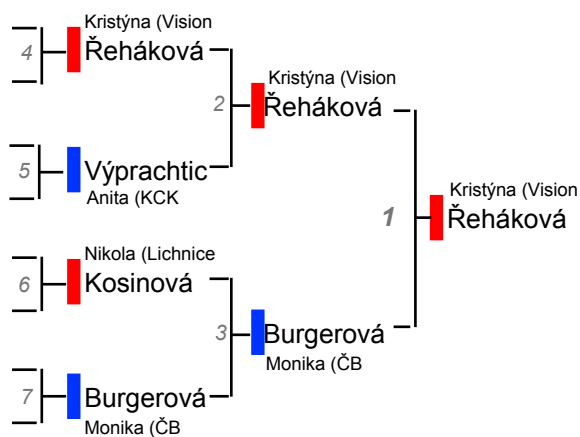 Kristýna (Vision
4
Řeháková
Kristýna (Vision
2
Řeháková
5
Výprachtic
Anita (KCK
Kristýna (Vision
1
Řeháková
Nikola (Lichnice
6
Kosinová
3
Burgerová
Monika (ČB
7
Burgerová
Monika (ČB